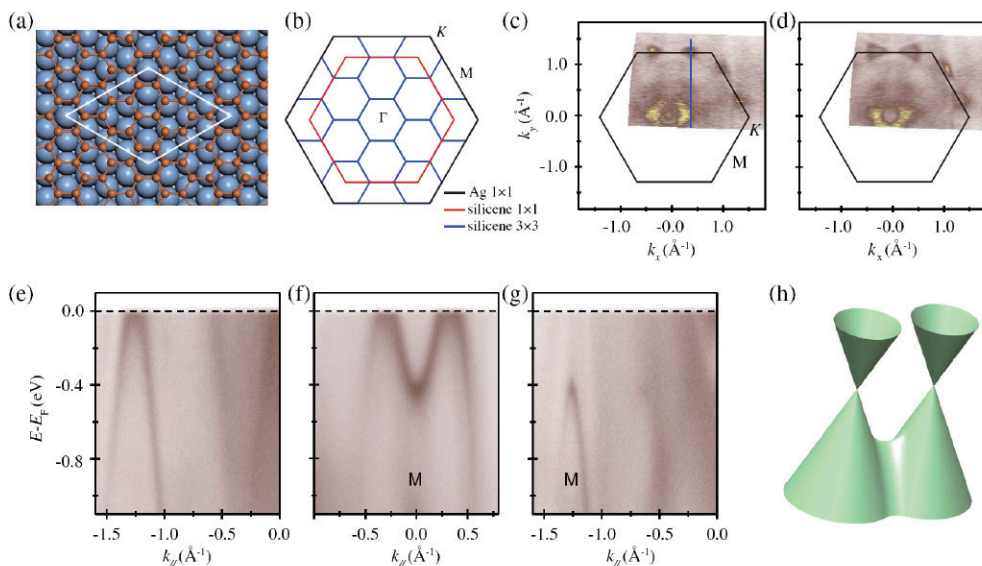 (a)
(b)
K
M
Γ
Ag 1×1
silicene 1×1
silicene 3×3
(c)
1.0
0.0
-1.0
k_y (Å⁻¹)
K
M
-1.0
-0.0
1.0
k_x (Å⁻¹)
(d)
-1.0
-0.0
1.0
k_x (Å⁻¹)
(e)
0.0
-0.4
-0.8
E-E_F (eV)
-1.5
-1.0
-0.5
0.0
k_// (Å⁻¹)
(f)
M
-0.5
0.0
0.5
k_// (Å⁻¹)
(g)
M
-1.5
-1.0
-0.5
0.0
k_// (Å⁻¹)
(h)